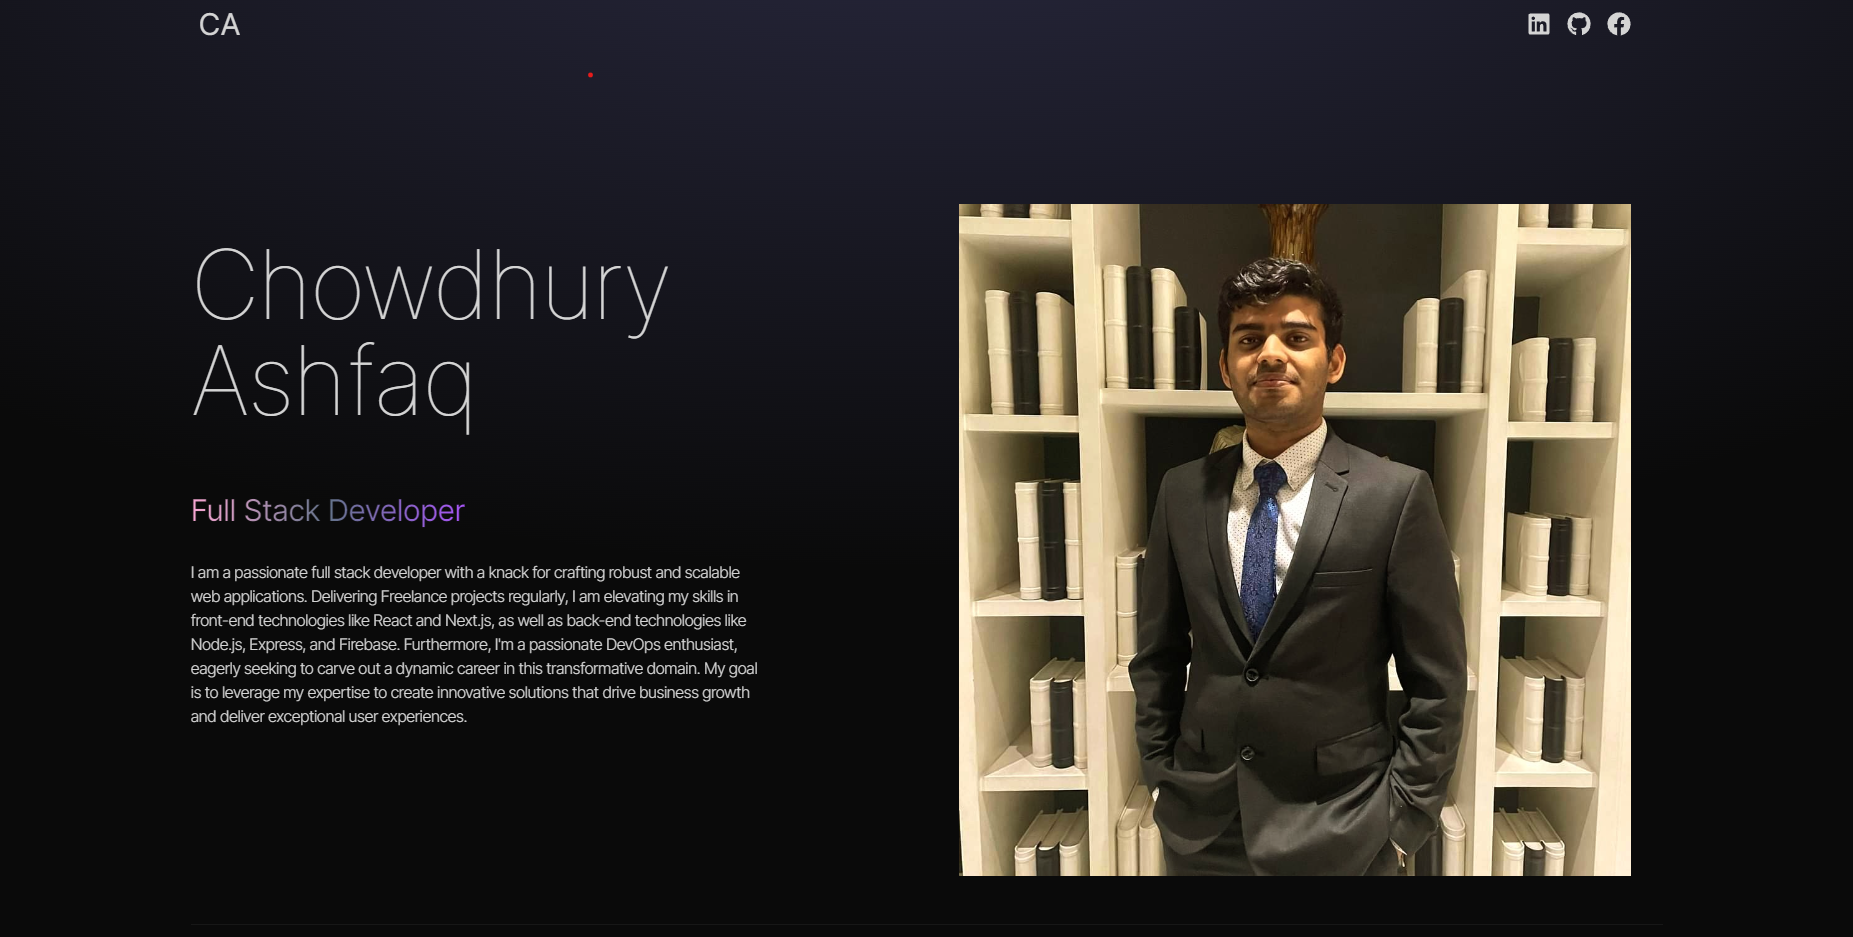 CA
Chowdhury
Ashfaq
Full Stack Developer
I am a passionate full stack developer with a knack for crafting robust and scalable
web applications. Delivering Freelance projects regularly, I am elevating my skills in
front-end technologies like React and Next.js, as well as back-end technologies like
Node.js, Express, and Firebase. Furthermore, I'm a passionate DevOps enthusiast,
eagerly seeking to carve out a dynamic career in this transformative domain. My goal
is to leverage my expertise to create innovative solutions that drive business growth
and deliver exceptional user experiences.